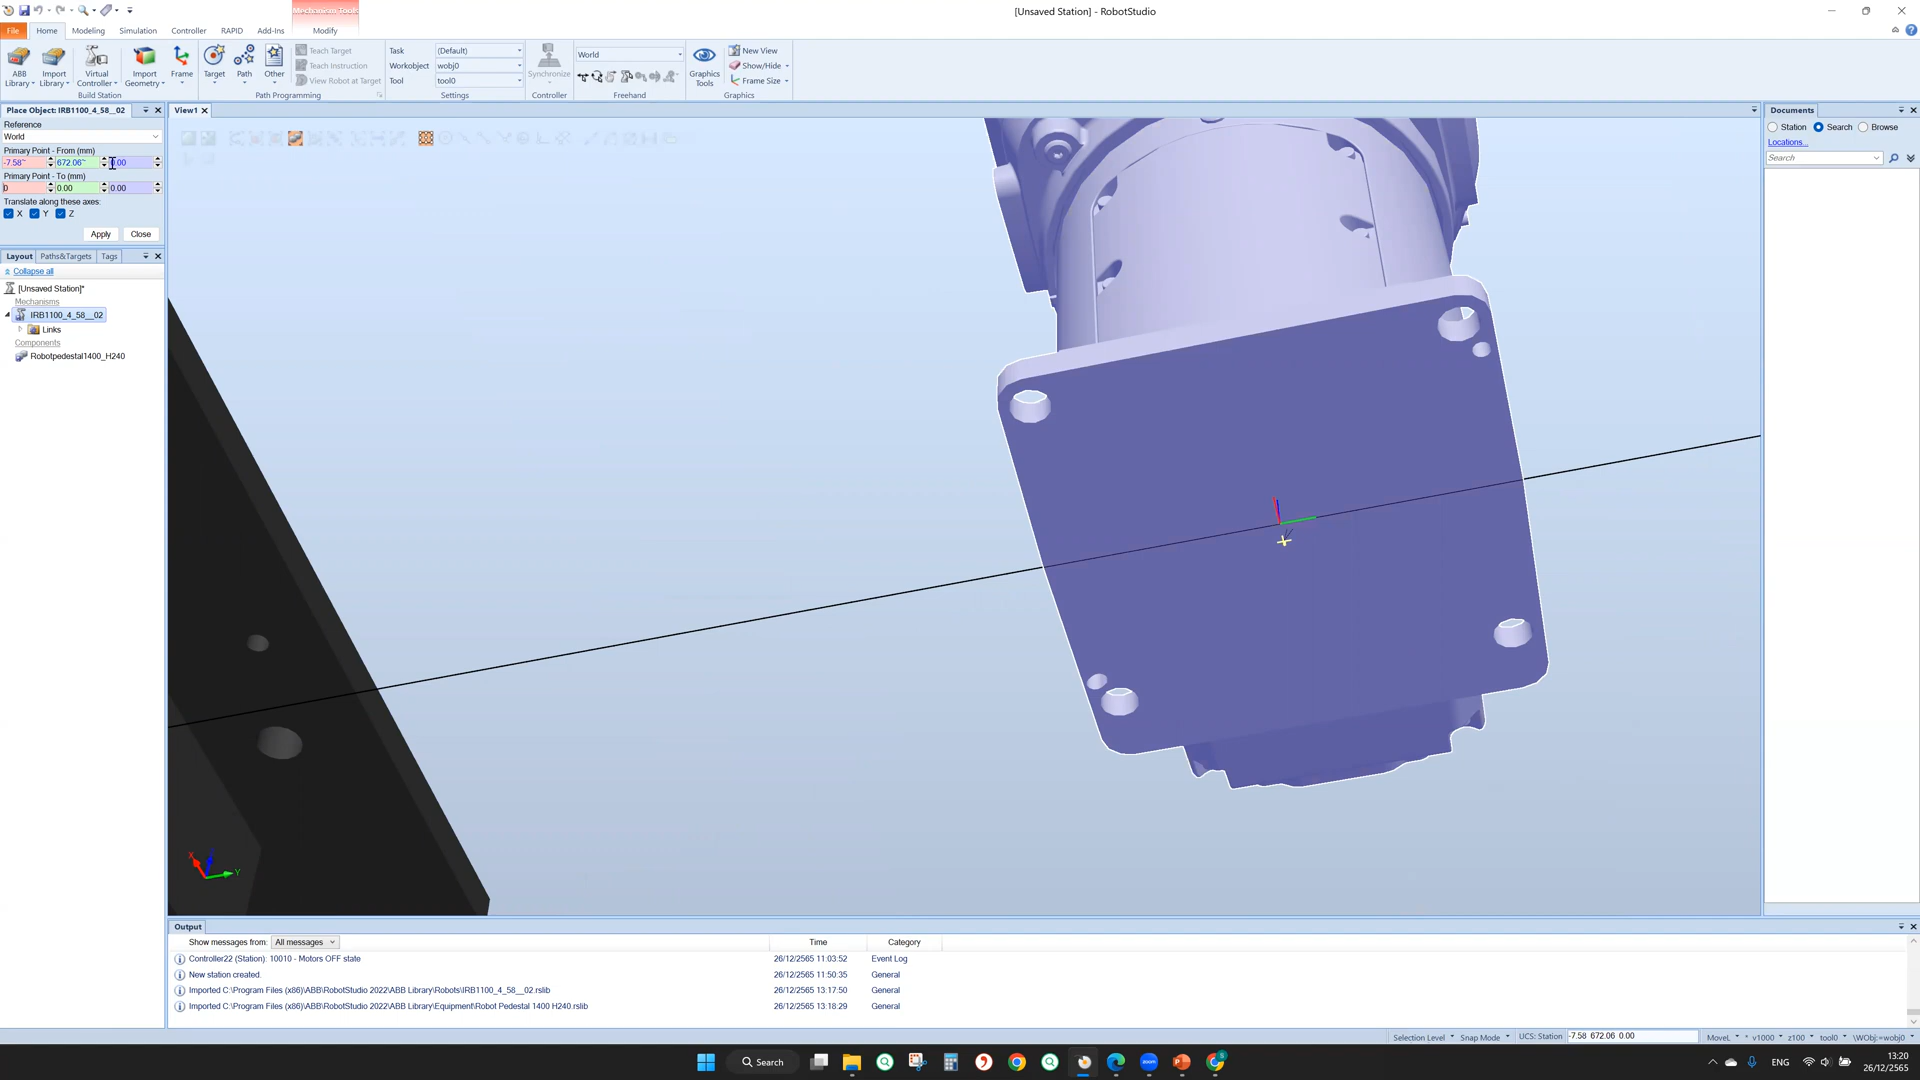 [Unsaved Station] - RobotStudio
Mechanism Tools
File
Home
Modeling
Simulation
Controller
RAPID
Add-Ins
Modify
ABB
Library
Import
Library
Virtual
Controller
Import
Geometry
Frame
Target
Path
Other
Teach Target
Teach Instruction
View Robot at Target
Task
(Default)
Workobject
wobj0
Tool
tool0
Synchronize
World
Graphics
Tools
New View
Show/Hide
Frame Size
Build Station
Path Programming
Settings
Controller
Freehand
Graphics
Place Object: IRB1100_4_58__02
Reference
World
Primary Point - From (mm)
-7.58~
672.06~
0.00
Primary Point - To (mm)
0
0.00
0.00
Translate along these axes:
X
Y
Z
Apply
Close
Layout
Paths&Targets
Tags
Collapse all
[Unsaved Station]*
Mechanisms
IRB1100_4_58__02
Links
Components
Robotpedestal1400_H240
View1
X
Y
Documents
Station
Search
Browse
Locations...
Search
Output
Show messages from:
All messages
Time
Category
Controller22 (Station): 10010 - Motors OFF state
26/12/2565 11:03:52
Event Log
New station created.
26/12/2565 11:50:35
General
Imported C:\Program Files (x86)\ABB\RobotStudio 2022\ABB Library\Robots\IRB1100_4_58__02.rslib
26/12/2565 13:17:50
General
Imported C:\Program Files (x86)\ABB\RobotStudio 2022\ABB Library\Equipment\Robot Pedestal 1400 H240.rslib
26/12/2565 13:18:29
General
Selection Level
Snap Mode
UCS: Station
-7.58 672.06 0.00
MoveL
* v1000
z100
tool0
\WObj:=wobj0
Search
ENG
13:20
26/12/2565